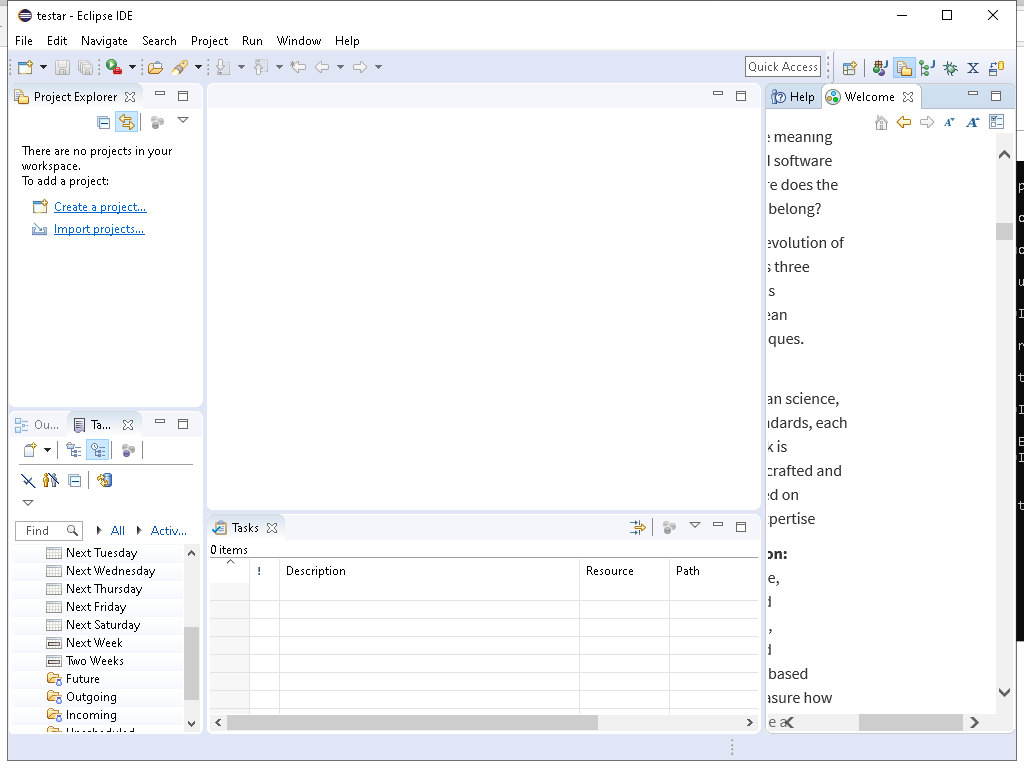 testar - Eclipse IDE
File Edit Navigate Search Project Run Window Help
Quick Access
Project Explorer
There are no projects in your
workspace.
To add a project:
Create a project...
Import projects...
Ou...
Ta...
Find
All
Activ...
Next Tuesday
Next Wednesday
Next Thursday
Next Friday
Next Saturday
Next Week
Two Weeks
Future
Outgoing
Incoming
Unscheduled
Tasks
0 items
! Description Resource Path
Help
Welcome
meaning
l software
re does the
belong?
evolution of
s three
s
ean
ques.
an science,
ndards, each
k is
crafted and
ed on
pertise
on:
e,
d
,
d
based
asure how
e a